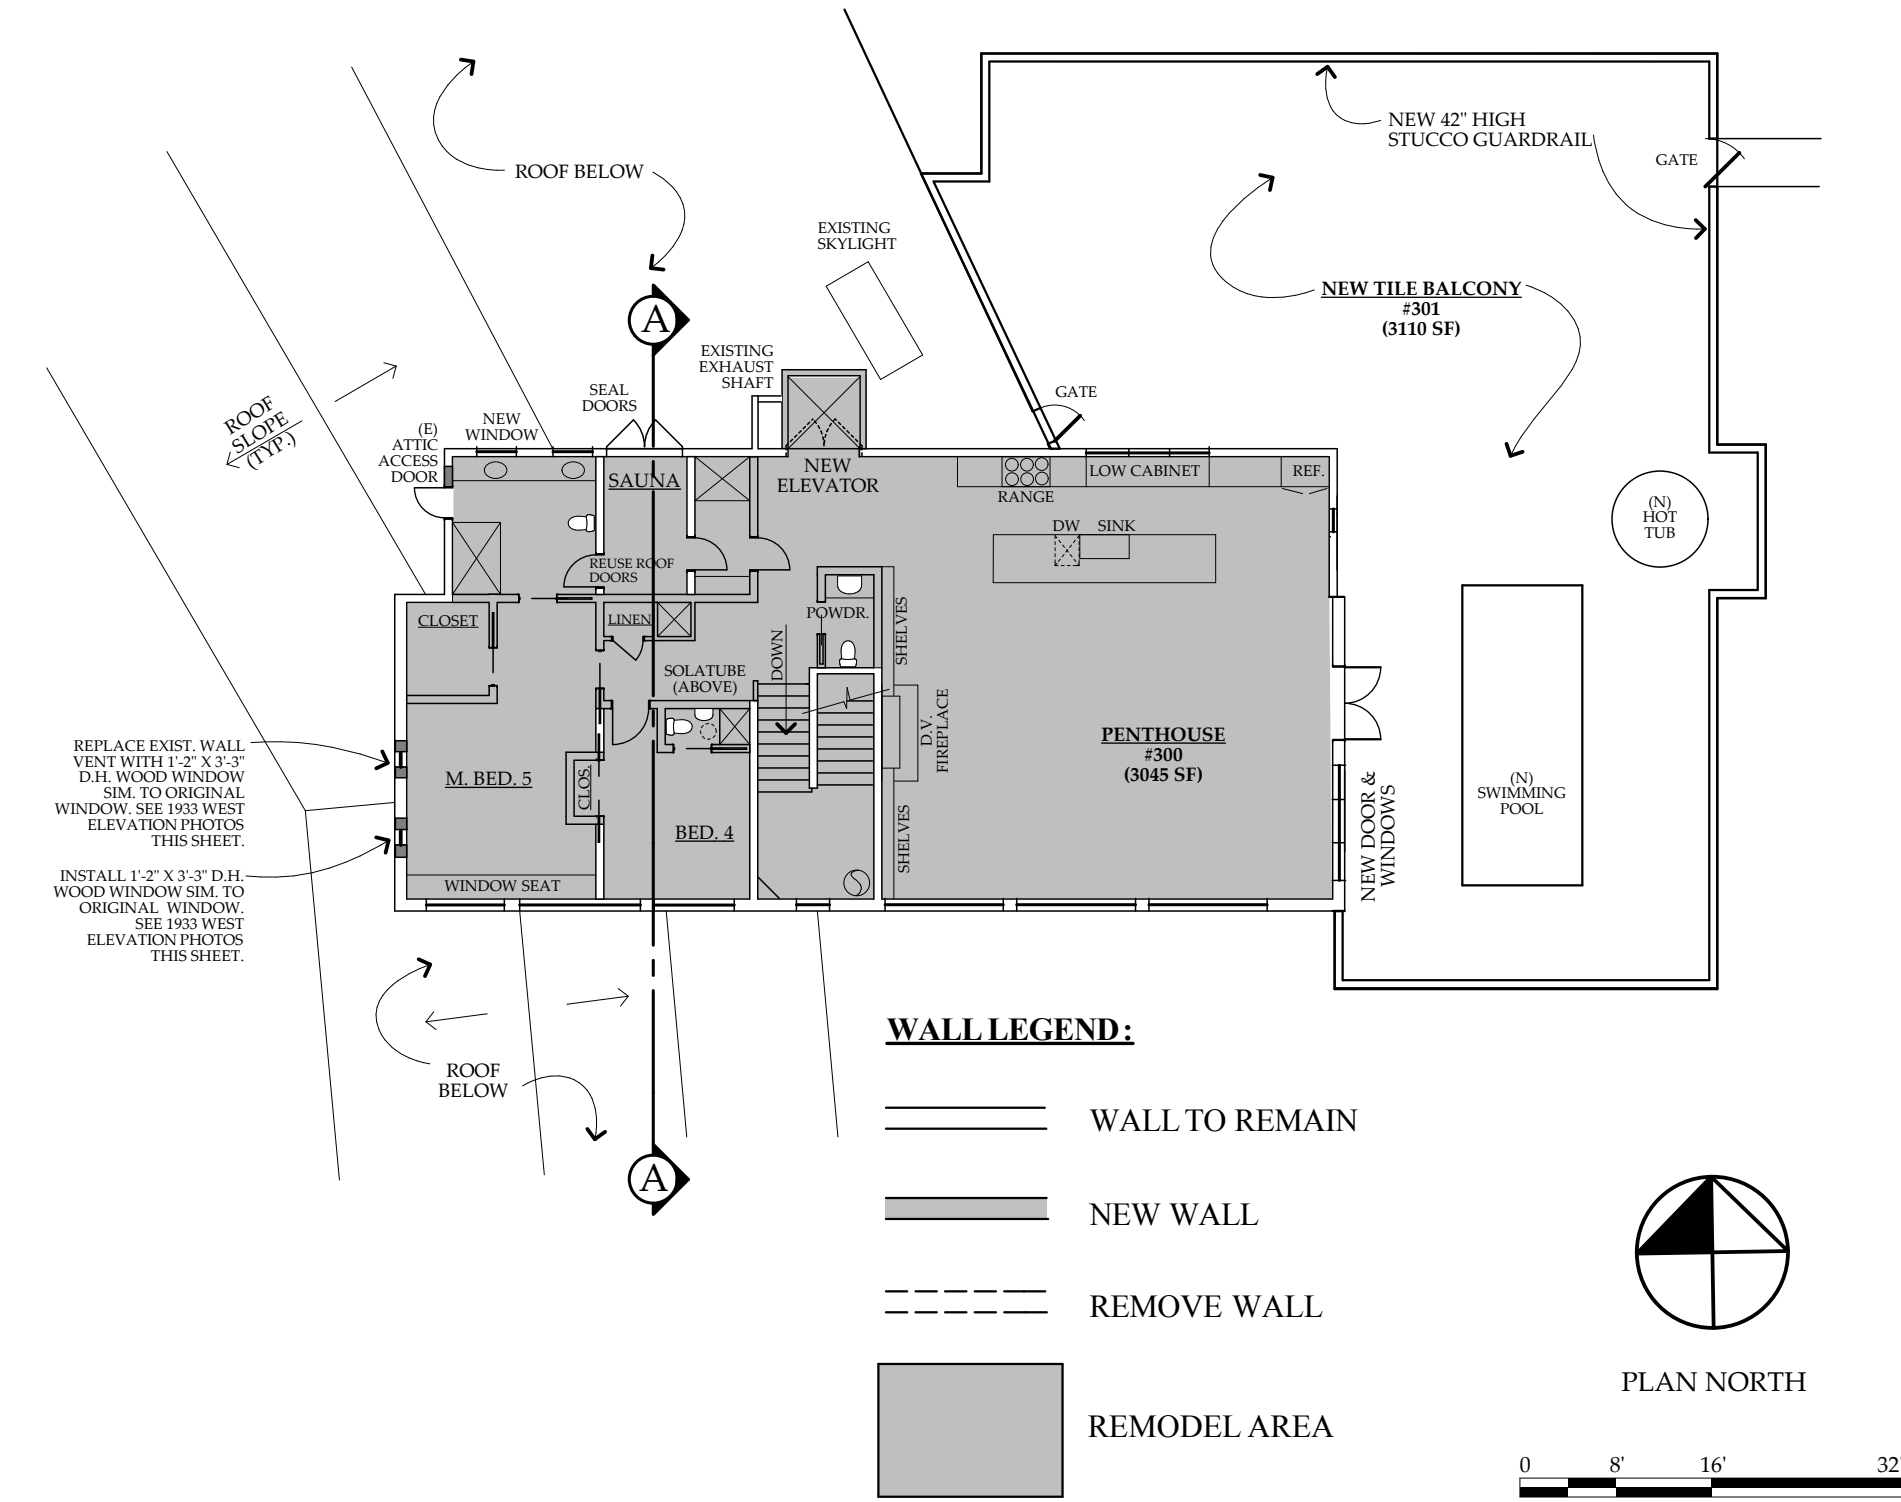 ROOF BELOW
NEW 42" HIGH
STUCCO GUARDRAIL
GATE
EXISTING
SKYLIGHT
NEW TILE BALCONY
#301
(3110 SF)
A
EXISTING
EXHAUST
SHAFT
SEAL
DOORS
GATE
ROOF
SLOPE
(TYP.)
NEW
WINDOW
(E)
ATTIC
ACCESS
DOOR
SAUNA
NEW
ELEVATOR
RANGE
LOW CABINET
REF.
DW
SINK
(N)
HOT
TUB
REUSE ROOF
DOORS
CLOSET
LINEN
POWDR.
SHELVES
DOWN
SOLATUBE
(ABOVE)
D.V.
FIREPLACE
PENTHOUSE
#300
(3045 SF)
REPLACE EXIST. WALL
VENT WITH 1'-2" X 3'-3"
D.H. WOOD WINDOW
SIM. TO ORIGINAL
WINDOW. SEE 1933 WEST
ELEVATION PHOTOS
THIS SHEET.
M. BED. 5
CLOS.
BED. 4
SHELVES
NEW DOOR &
WINDOWS
(N)
SWIMMING
POOL
INSTALL 1'-2" X 3'-3" D.H.
WOOD WINDOW SIM. TO
ORIGINAL WINDOW.
SEE 1933 WEST
ELEVATION PHOTOS
THIS SHEET.
WINDOW SEAT
ROOF
BELOW
A
WALL LEGEND:
WALL TO REMAIN
NEW WALL
REMOVE WALL
REMODEL AREA
PLAN NORTH
0 8' 16' 32'